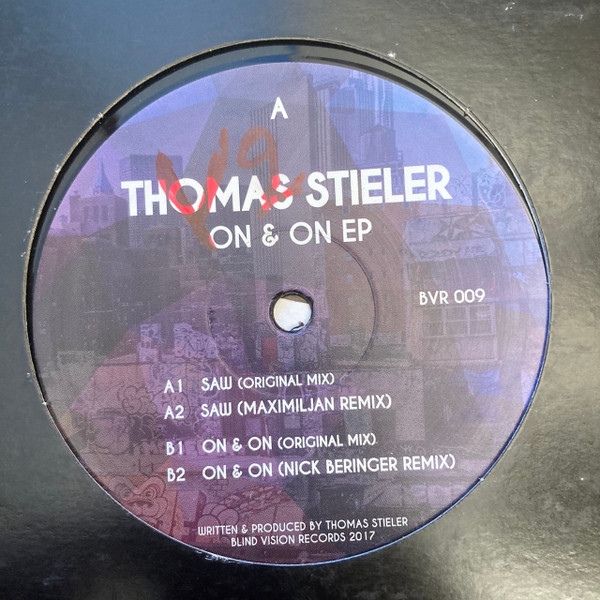 A
THOMAS STIELER
ON & ON EP
BVR 009
A1 SAW (ORIGINAL MIX)
A2 SAW (MAXIMILJAN REMIX)
B1 ON & ON (ORIGINAL MIX)
B2 ON & ON (NICK BERINGER REMIX)
WRITTEN & PRODUCED BY THOMAS STIELER
BLIND VISION RECORDS 2017